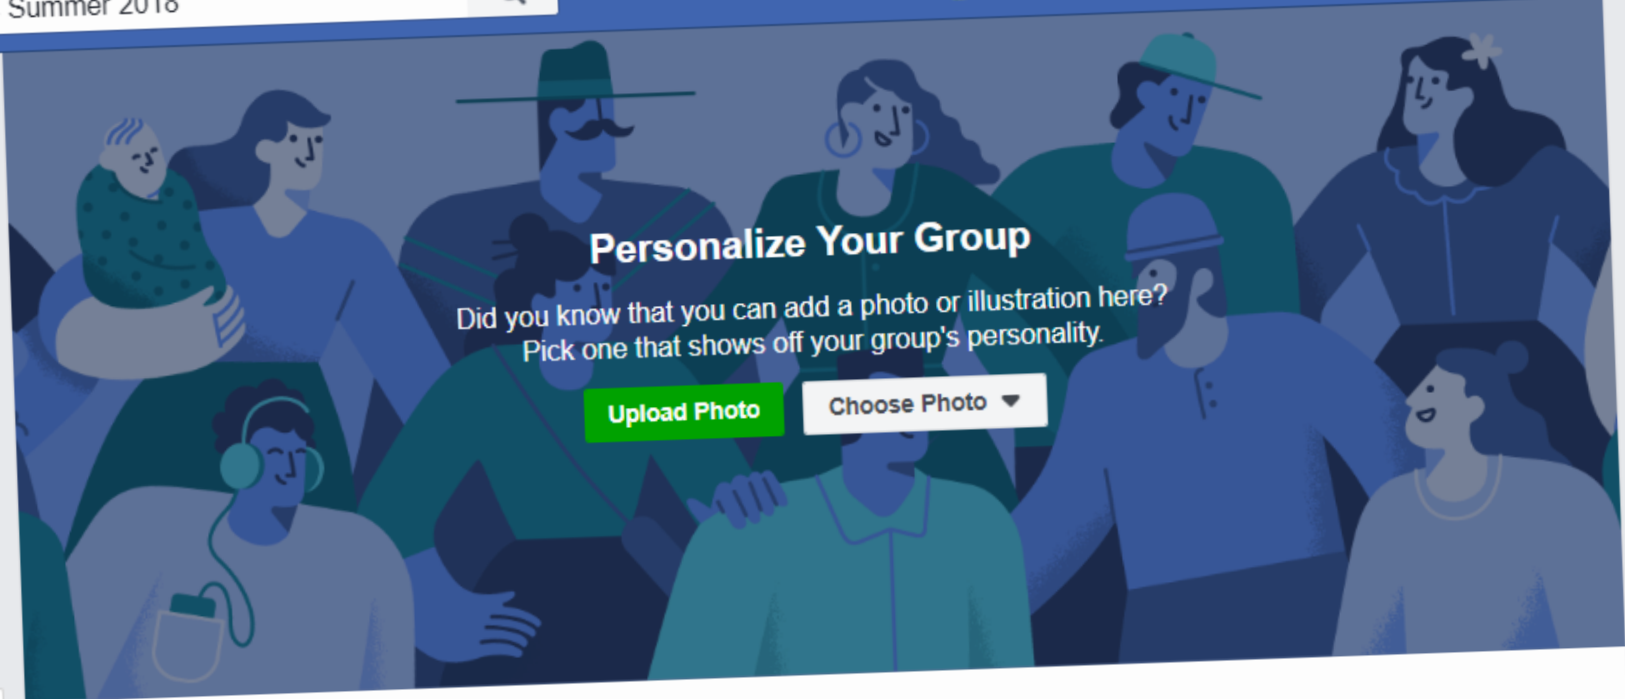 Summer 2018
Personalize Your Group
Did you know that you can add a photo or illustration here?
Pick one that shows off your group's personality.
Upload Photo
Choose Photo